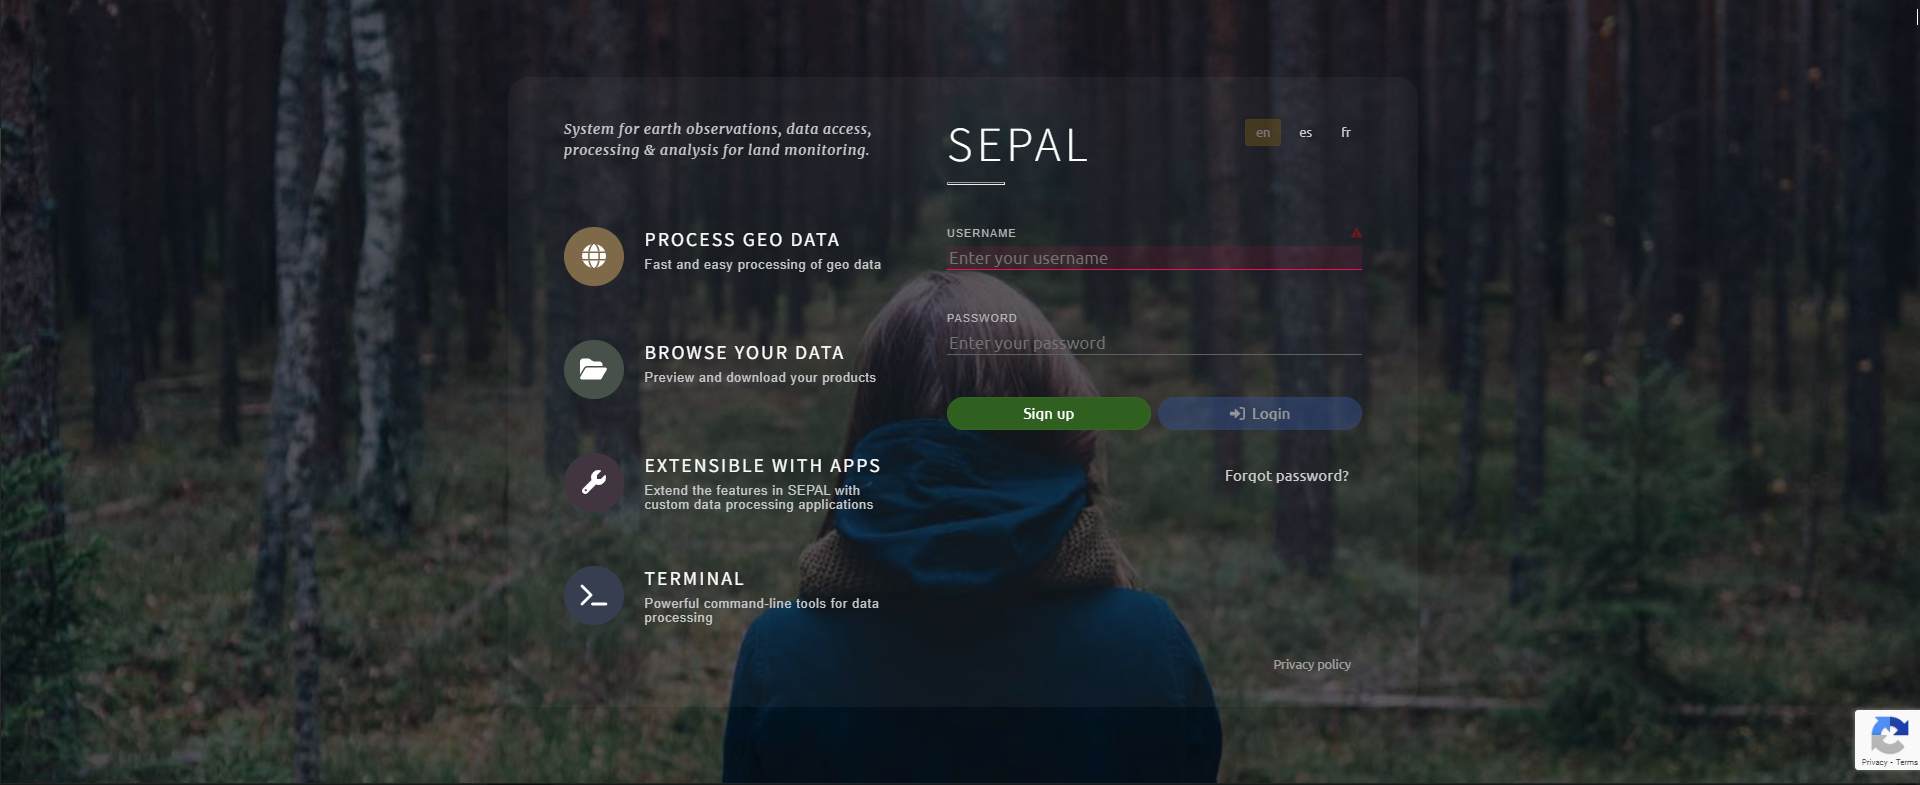 System for earth observations, data access,
processing & analysis for land monitoring.
SEPAL
en es fr
PROCESS GEO DATA
Fast and easy processing of geo data
BROWSE YOUR DATA
Preview and download your products
EXTENSIBLE WITH APPS
Extend the features in SEPAL with
custom data processing applications
TERMINAL
Powerful command-line tools for data
processing
USERNAME
Enter your username
PASSWORD
Enter your password
Sign up
Login
Forgot password?
Privacy policy
Privacy - Terms